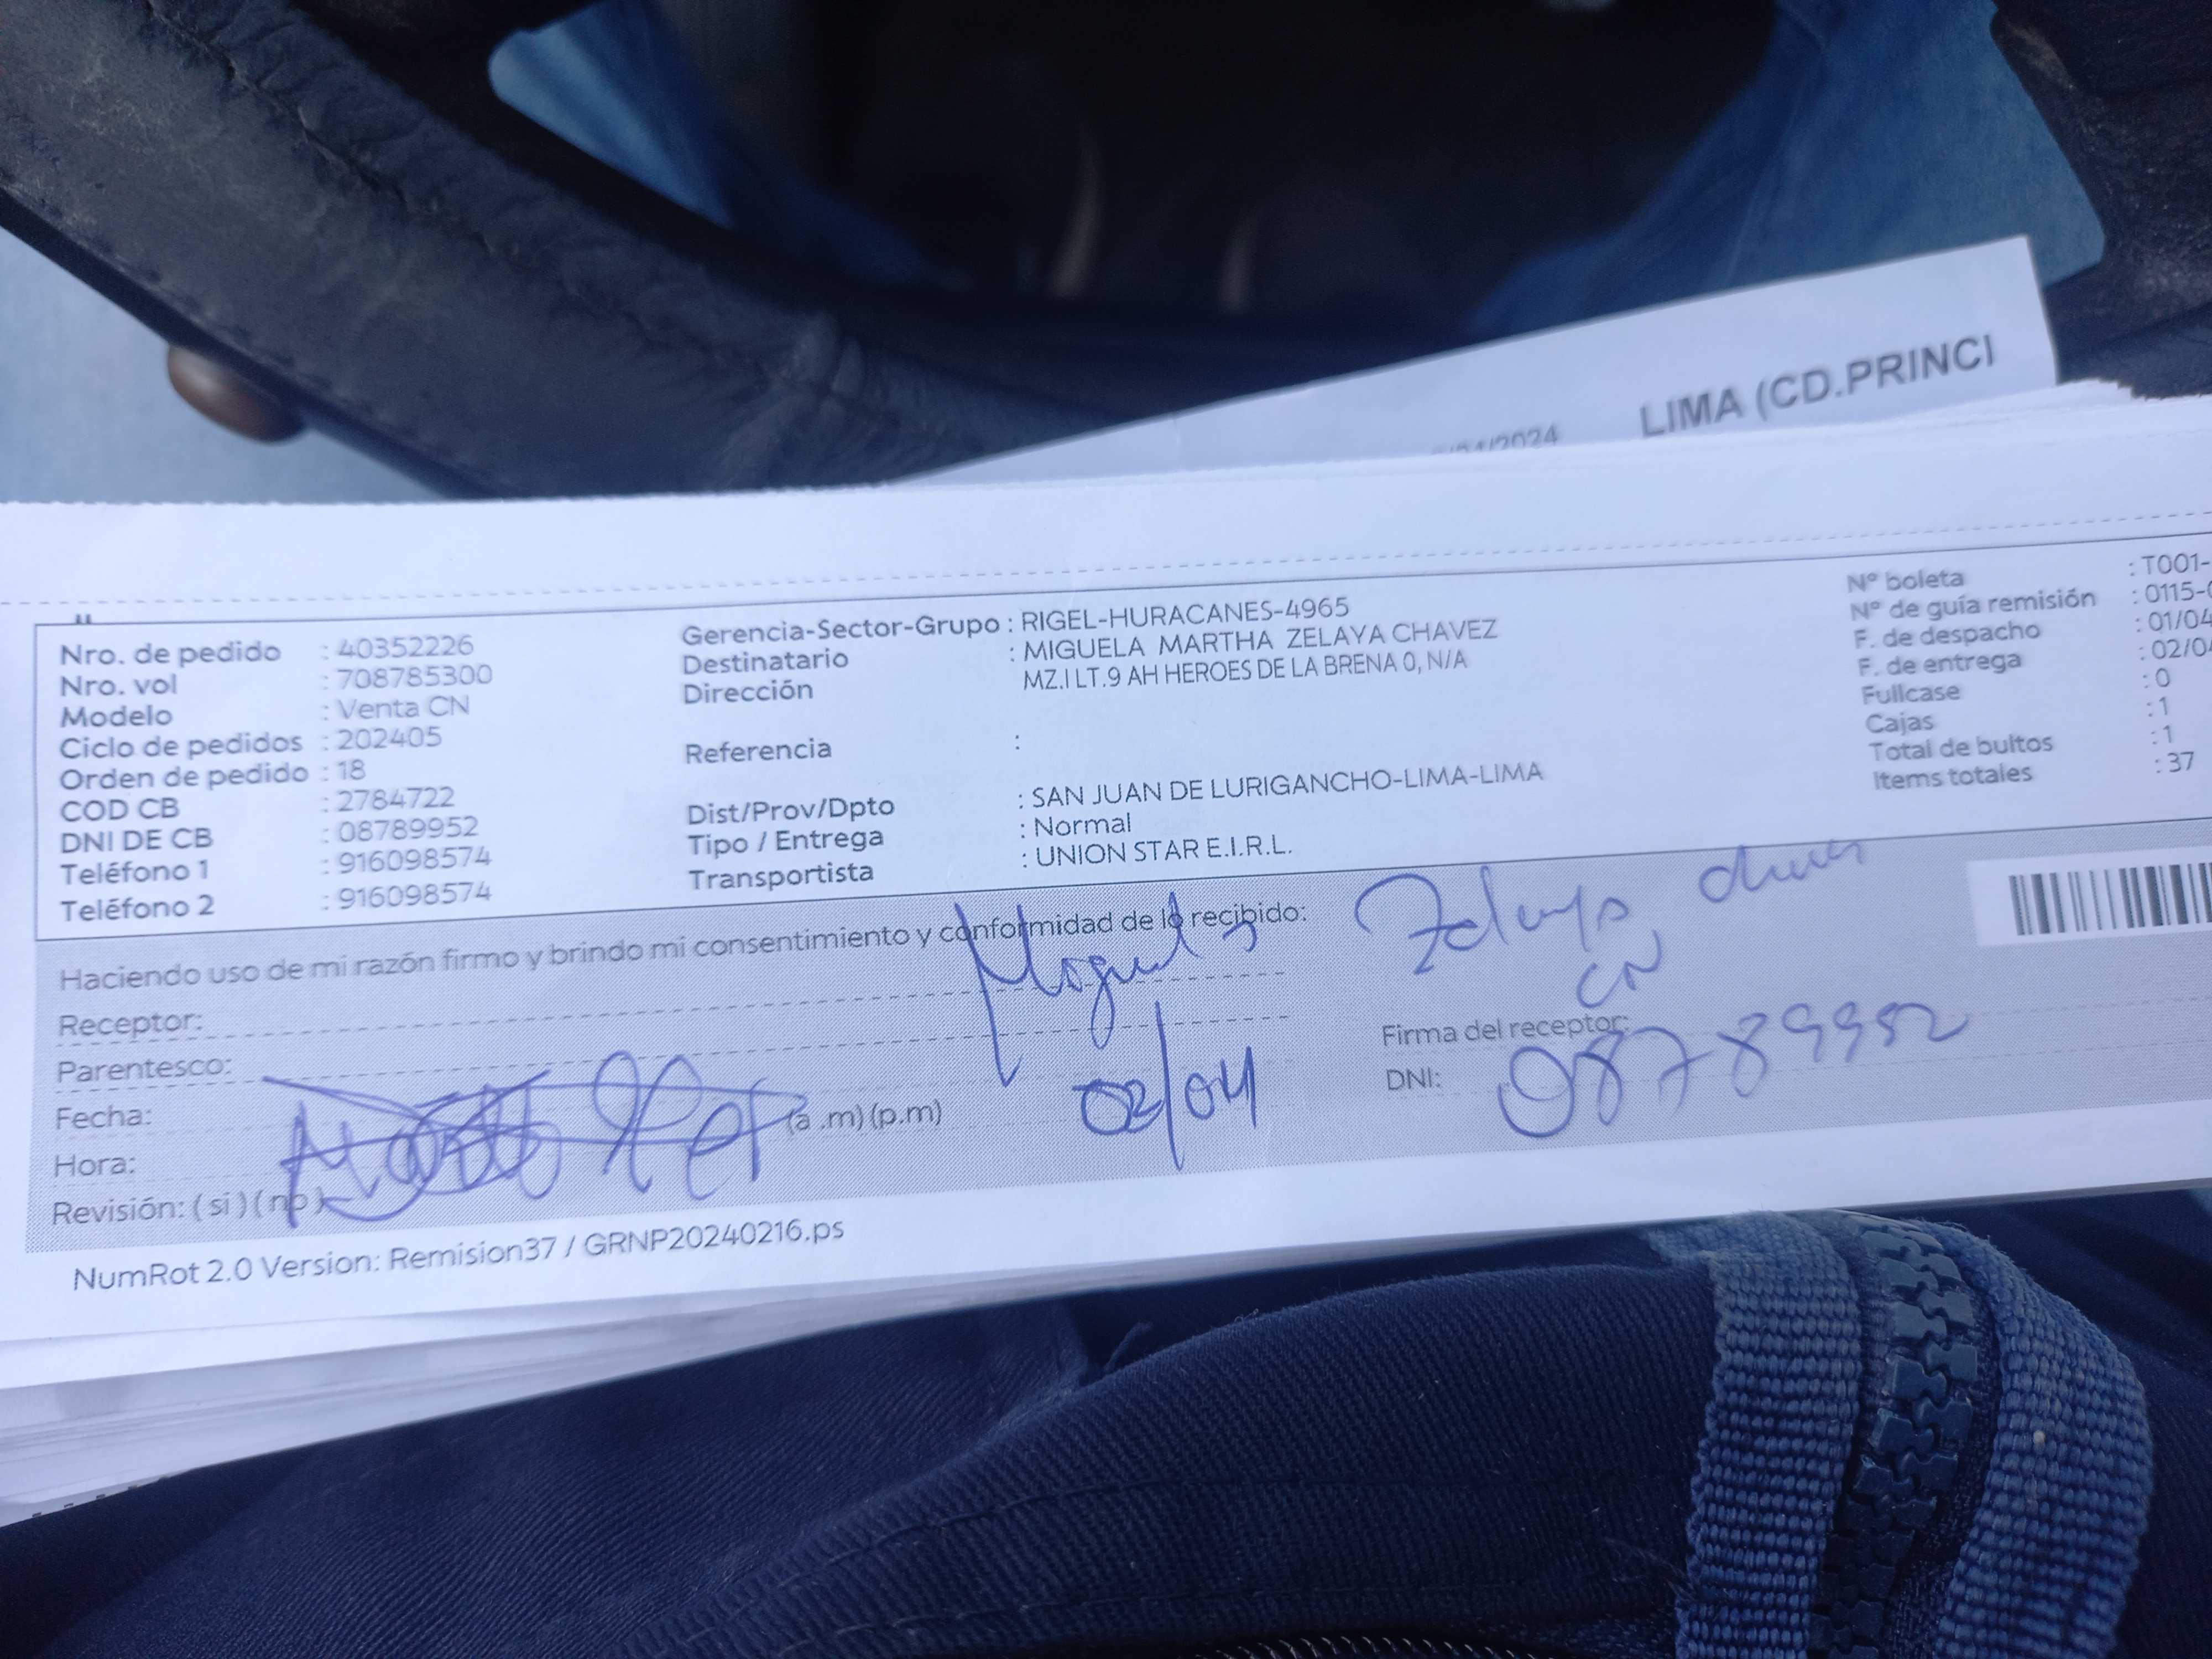 LIMA (CD.PRINCI
/04/2024
Nro. de pedido : 40352226
Nro. vol : 708785300
Modelo : Venta CN
Ciclo de pedidos : 202405
Orden de pedido : 18
COD CB : 2784722
DNI DE CB : 08789952
Teléfono 1 : 916098574
Teléfono 2 : 916098574
Gerencia-Sector-Grupo : RIGEL-HURACANES-4965
Destinatario : MIGUELA MARTHA ZELAYA CHAVEZ
Dirección MZ.I LT.9 AH HEROES DE LA BRENA 0, N/A
Referencia :
Dist/Prov/Dpto : SAN JUAN DE LURIGANCHO-LIMA-LIMA
Tipo / Entrega : Normal
Transportista : UNION STAR E.I.R.L.
Nº boleta : T001-
Nº de guía remisión : 0115-
F. de despacho : 01/04
F. de entrega : 02/04
Fullcase : 0
Cajas : 1
Total de bultos : 1
Items totales : 37
Haciendo uso de mi razón firmo y brindo mi consentimiento y conformidad de lo recibido:
Receptor:
Parentesco:
Fecha:
Hora: (a .m) (p.m)
Revisión: ( si ) ( no )
02/04
CN
Firma del receptor:
DNI: 08789952
NumRot 2.0 Version: Remision37 / GRNP20240216.ps